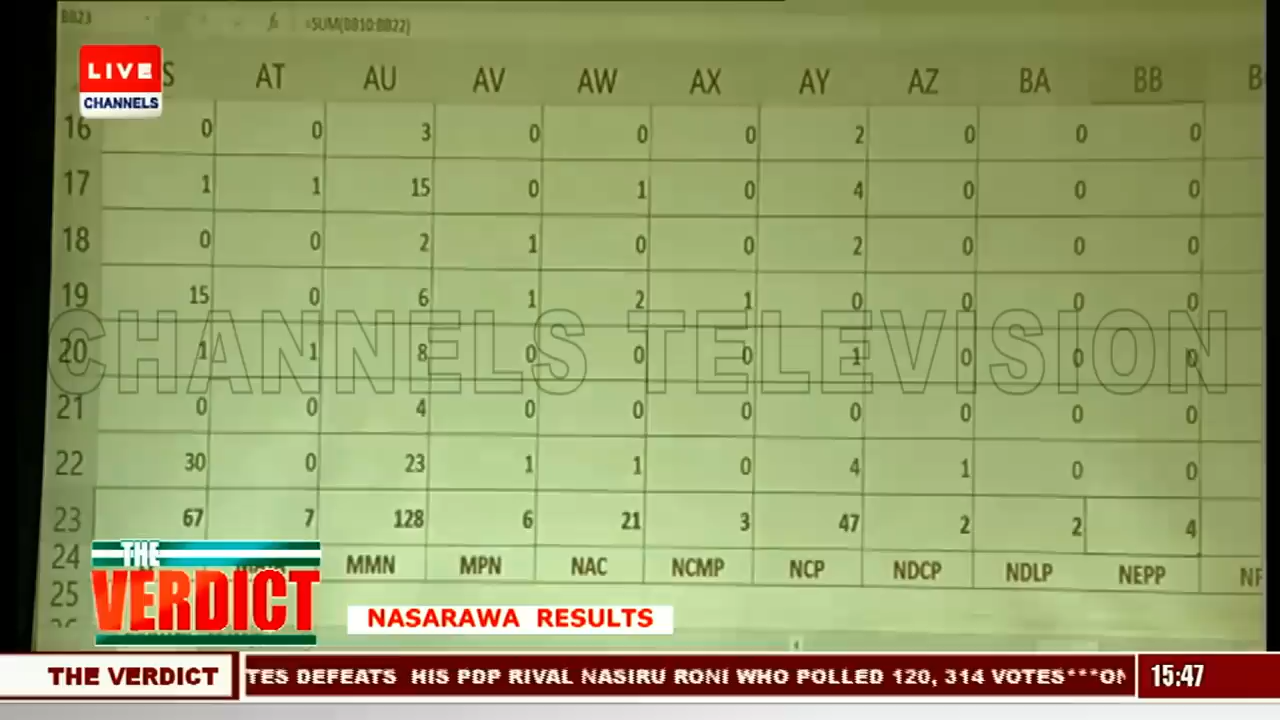 BB23 fx =SUM(BB10:BB22)
LIVE
CHANNELS
S AT AU AV AW AX AY AZ BA BB
16 0 0 3 0 0 0 2 0 0 0
17 1 1 15 0 1 0 4 0 0 0
18 0 0 2 1 0 0 2 0 0 0
19 15 0 6 1 2 1 0 0 0 0
CHANNELS TELEVISION
20 1 1 8 0 0 0 1 0 0 0
21 0 0 4 0 0 0 0 0 0 0
22 30 0 23 1 1 0 4 1 0 0
23 67 7 128 6 21 3 47 2 2 4
24 MMN MPN NAC NCMP NCP NDCP NDLP NEPP NF
25
THE
VERDICT
NASARAWA RESULTS
THE VERDICT TES DEFEATS HIS PDP RIVAL NASIRU RONI WHO POLLED 120, 314 VOTES***ON 15:47